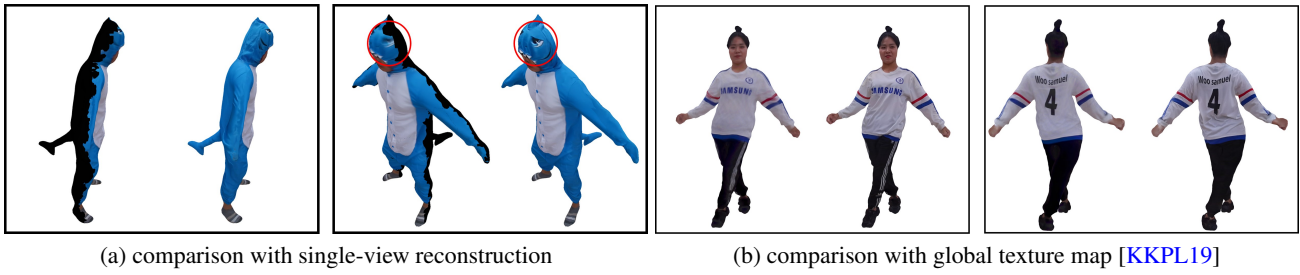 SAMSUNG
SAMSUNG
Woo samuel
4
Woo samuel
4
(a) comparison with single-view reconstruction
(b) comparison with global texture map [KKPL19]